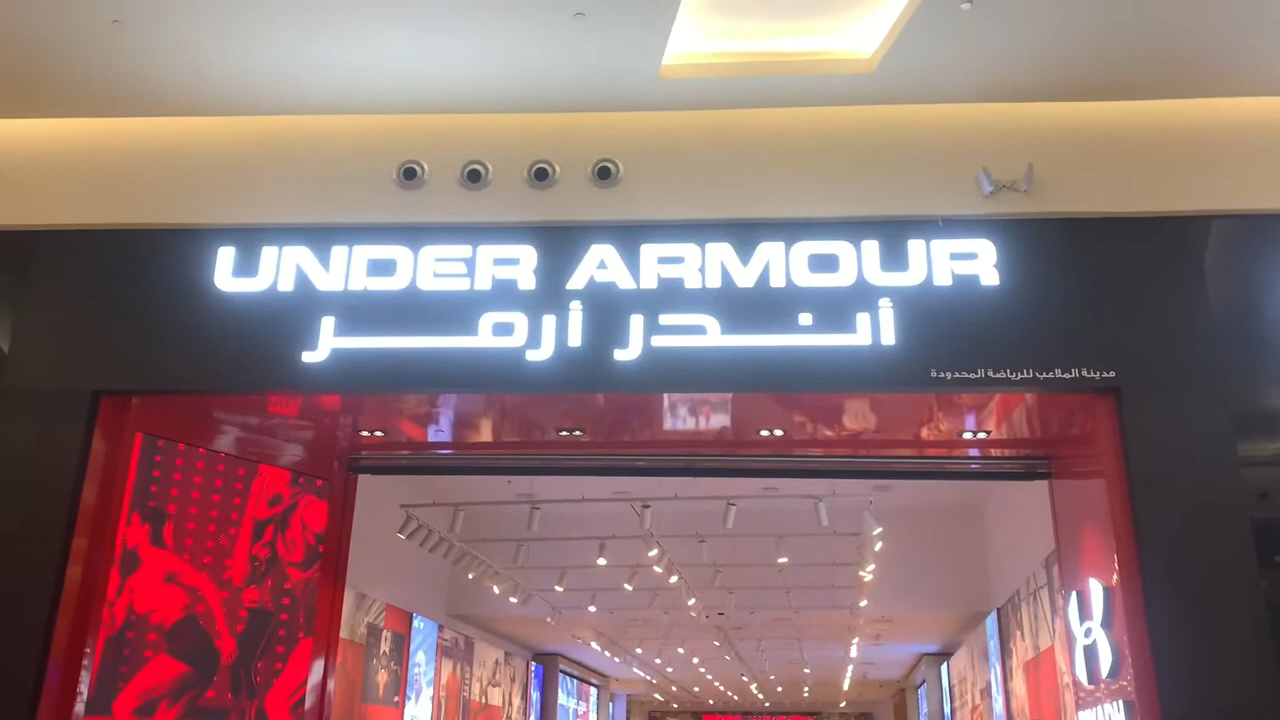 UNDER ARMOUR
أندر أرمر
مدينة الملاعب للرياضة المحدودة